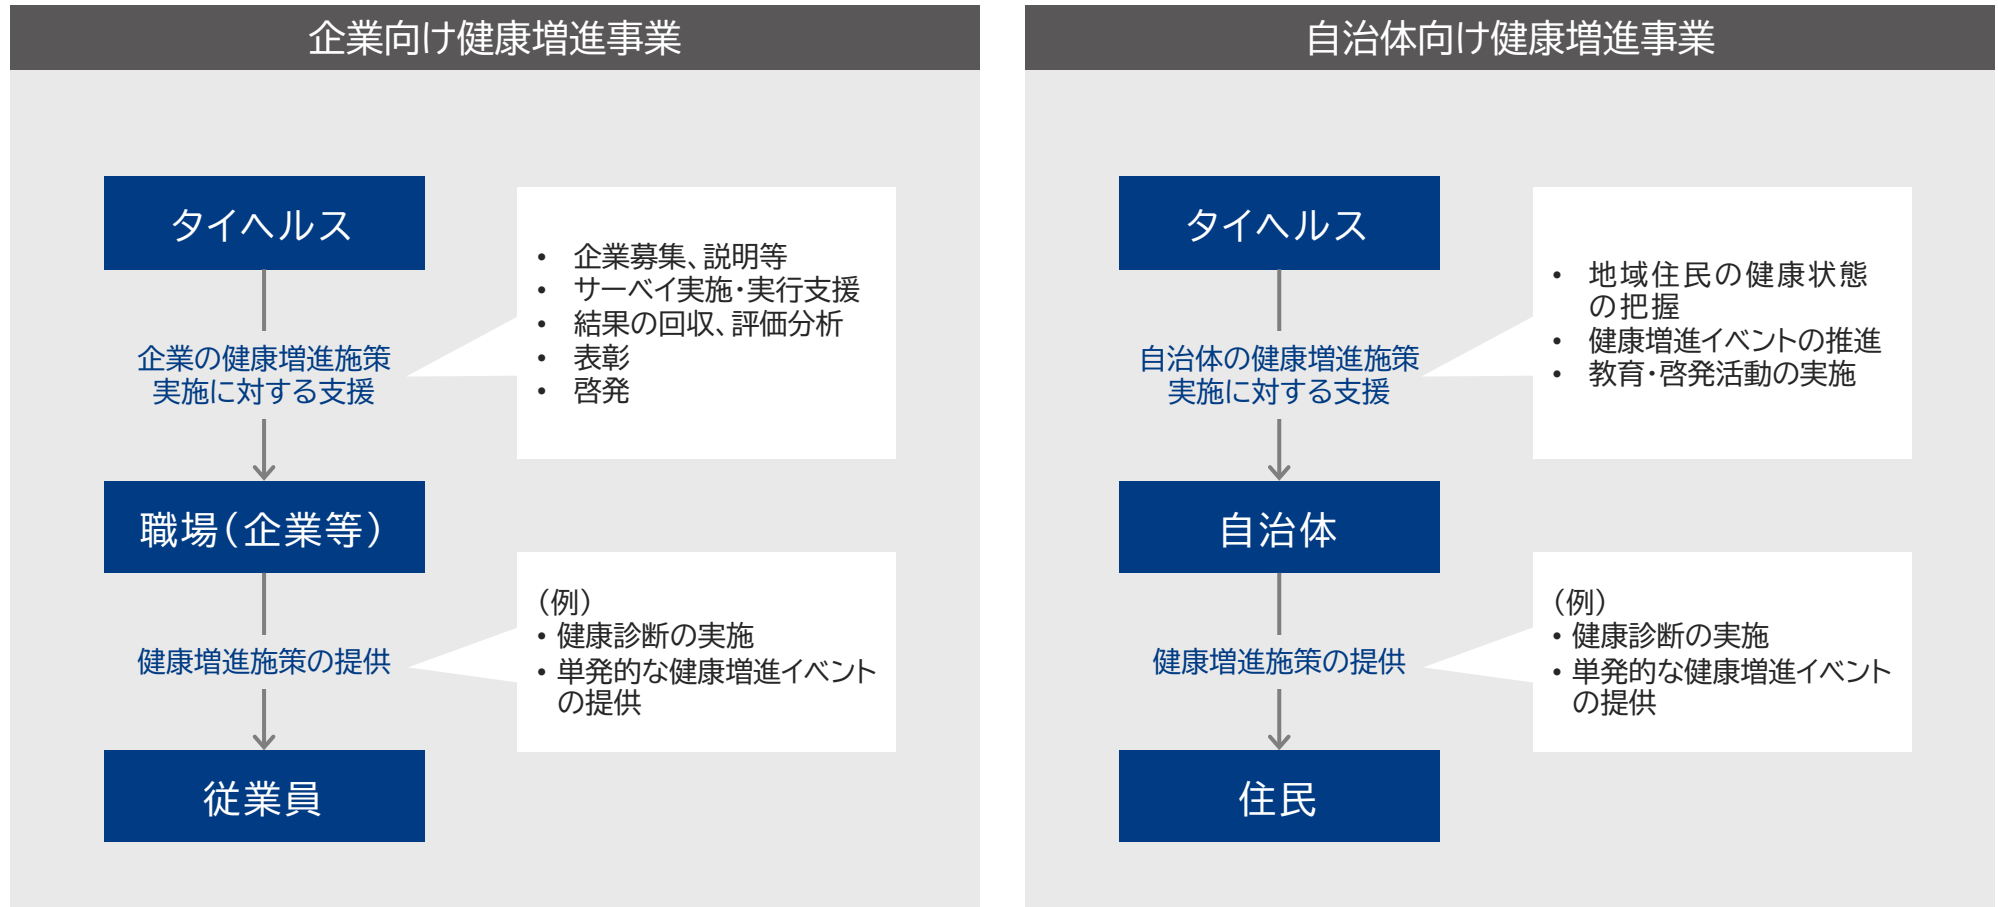 企業向け健康増進事業
タイヘルス
企業の健康増進施策
実施に対する支援
• 企業募集、説明等
• サーベイ実施・実行支援
• 結果の回収、評価分析
• 表彰
• 啓発
職場（企業等）
健康増進施策の提供
（例）
• 健康診断の実施
• 単発的な健康増進イベント
の提供
従業員
自治体向け健康増進事業
タイヘルス
自治体の健康増進施策
実施に対する支援
• 地域住民の健康状態
の把握
• 健康増進イベントの推進
• 教育・啓発活動の実施
自治体
健康増進施策の提供
（例）
• 健康診断の実施
• 単発的な健康増進イベント
の提供
住民